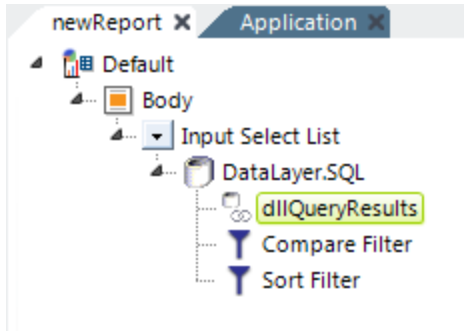 newReport Application
Default
Body
Input Select List
DataLayer.SQL
dllQueryResults
Compare Filter
Sort Filter